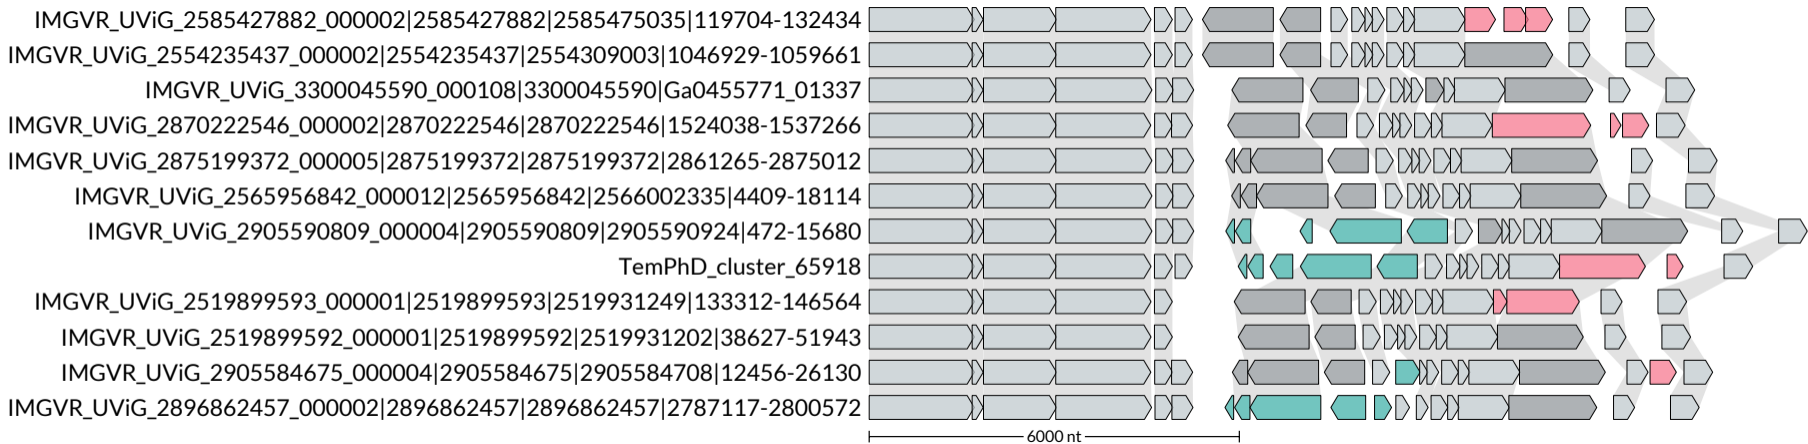 IMGVR_UViG_2585427882_000002|2585427882|2585475035|119704-132434
IMGVR_UViG_2554235437_000002|2554235437|2554309003|1046929-1059661
IMGVR_UViG_3300045590_000108|3300045590|Ga0455771_01337
IMGVR_UViG_2870222546_000002|2870222546|2870222546|1524038-1537266
IMGVR_UViG_2875199372_000005|2875199372|2875199372|2861265-2875012
IMGVR_UViG_2565956842_000012|2565956842|2566002335|4409-18114
IMGVR_UViG_2905590809_000004|2905590809|2905590924|472-15680
TemPhD_cluster_65918
IMGVR_UViG_2519899593_000001|2519899593|2519931249|133312-146564
IMGVR_UViG_2519899592_000001|2519899592|2519931202|38627-51943
IMGVR_UViG_2905584675_000004|2905584675|2905584708|12456-26130
IMGVR_UViG_2896862457_000002|2896862457|2896862457|2787117-2800572
6000 nt